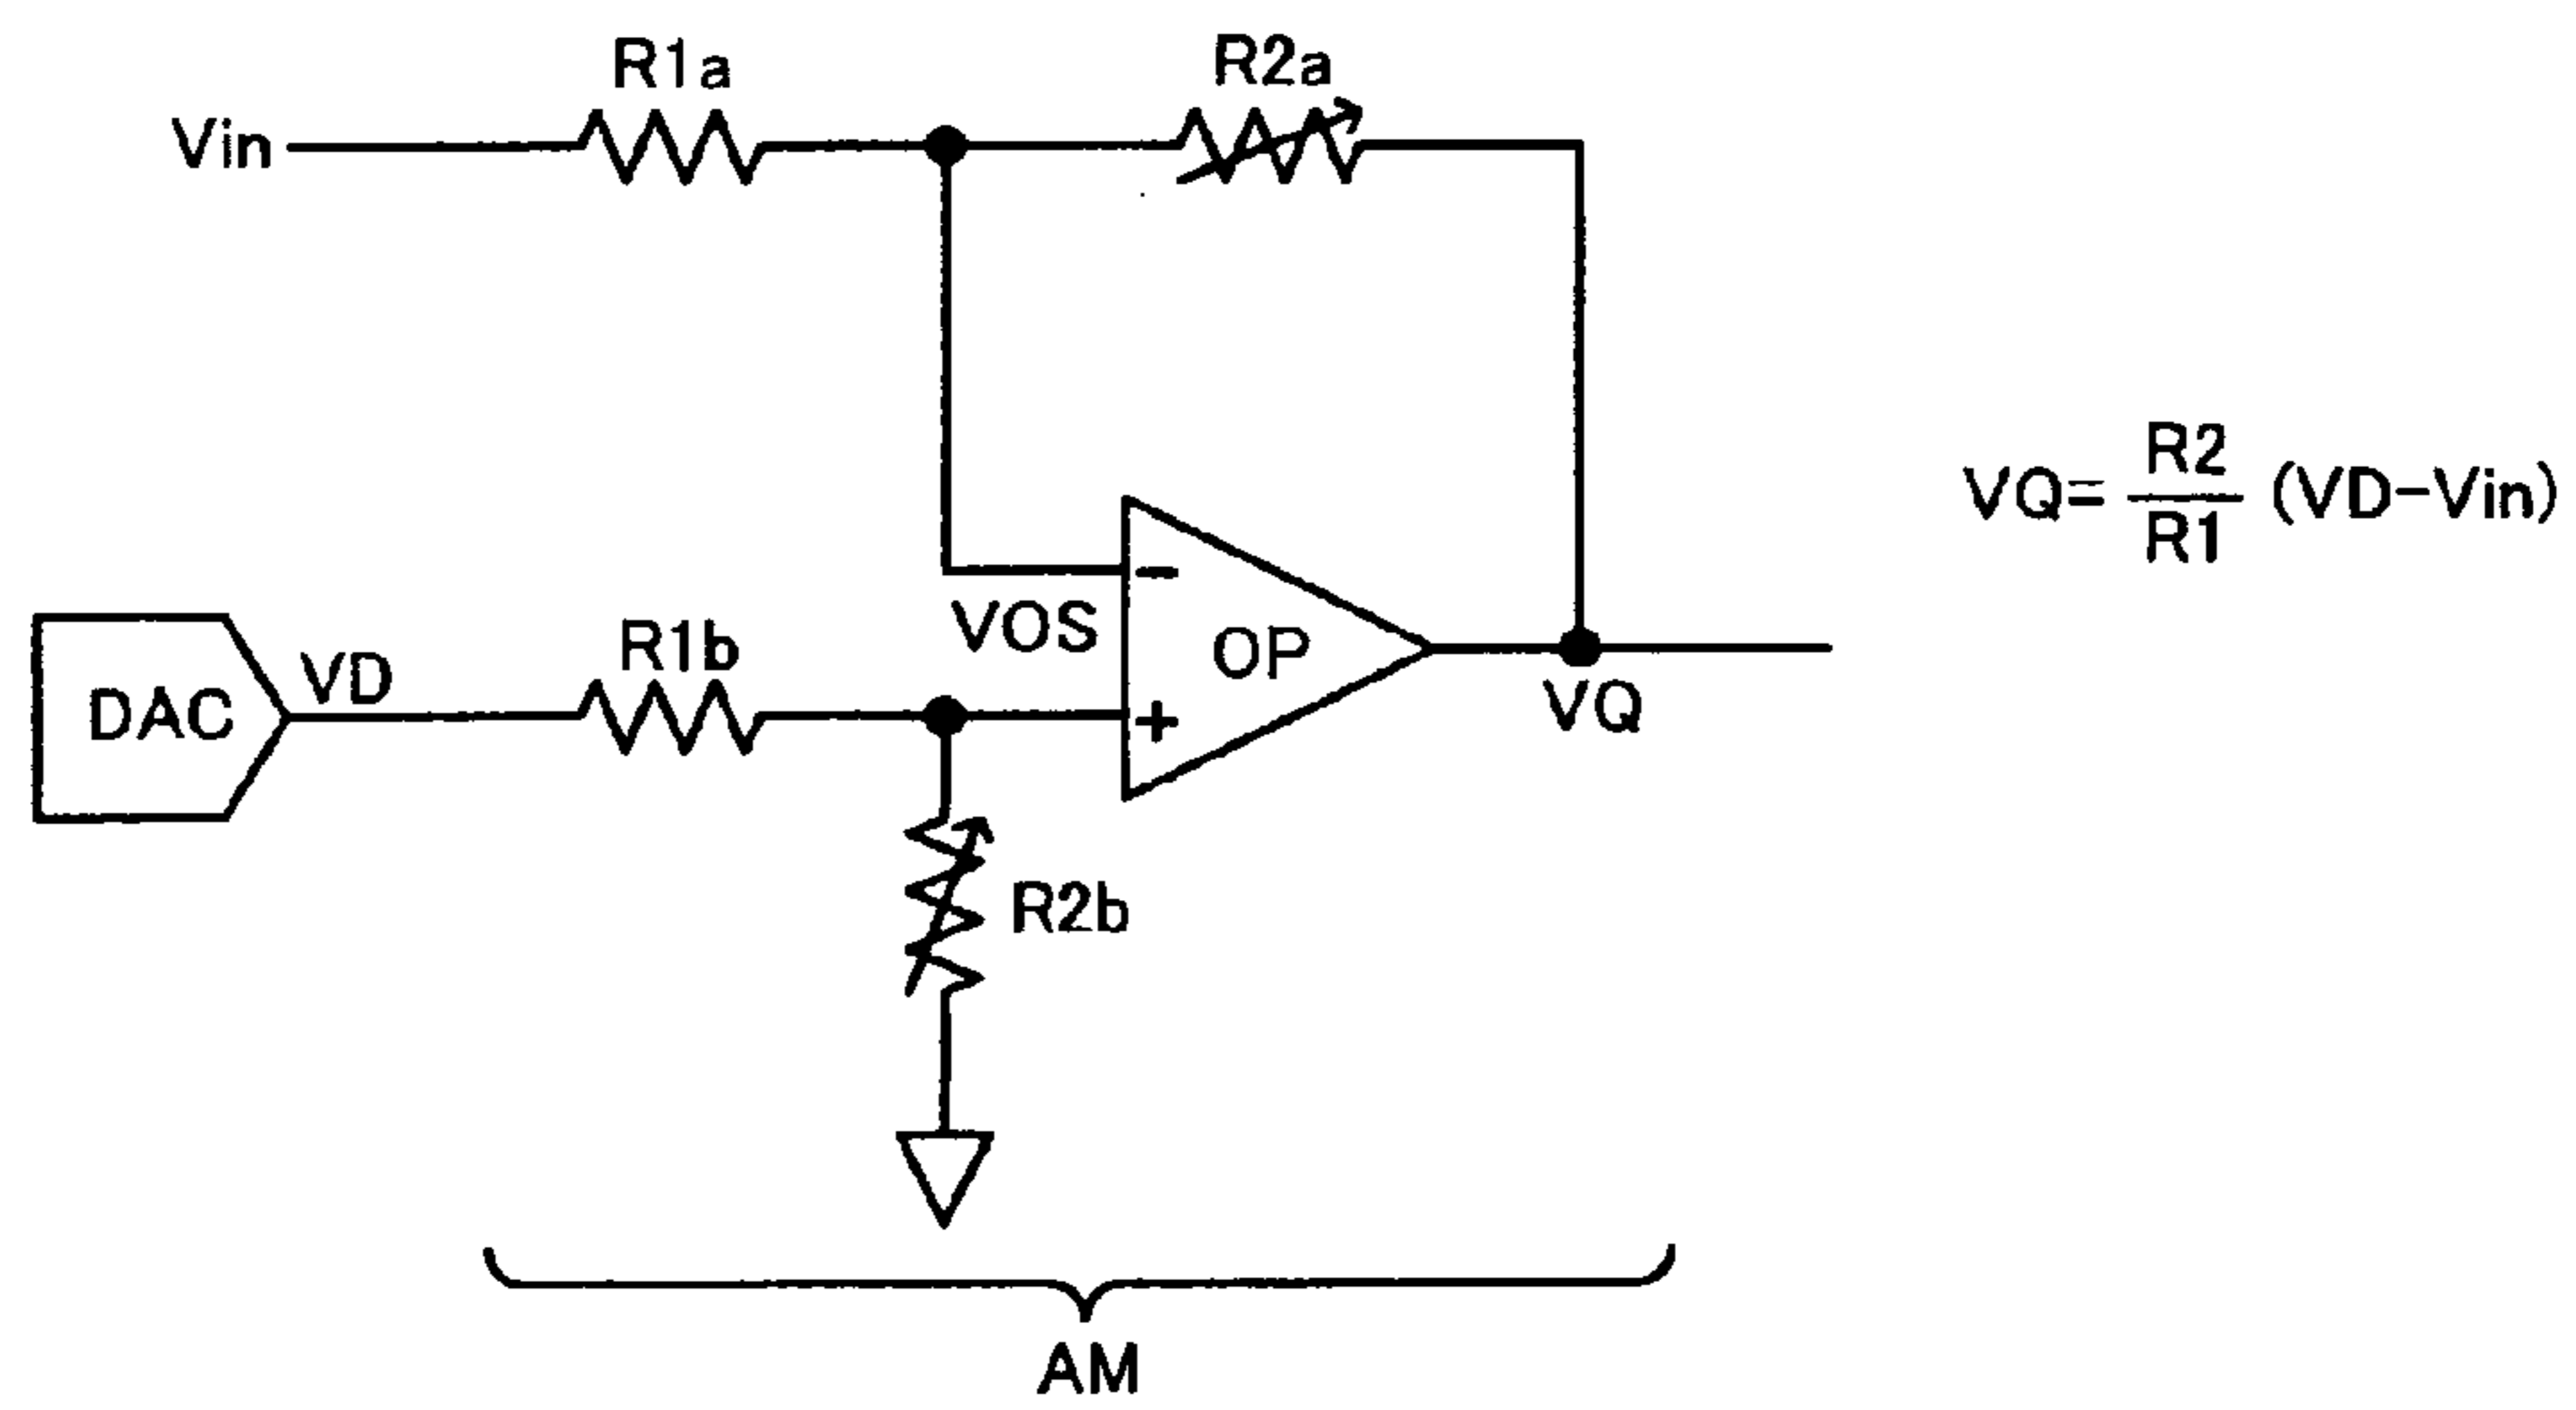 R1a
R2a
Vin
VQ= R2/R1 (VD-Vin)
-
VOS
OP
R1b
VD
DAC
+
VQ
R2b
AM